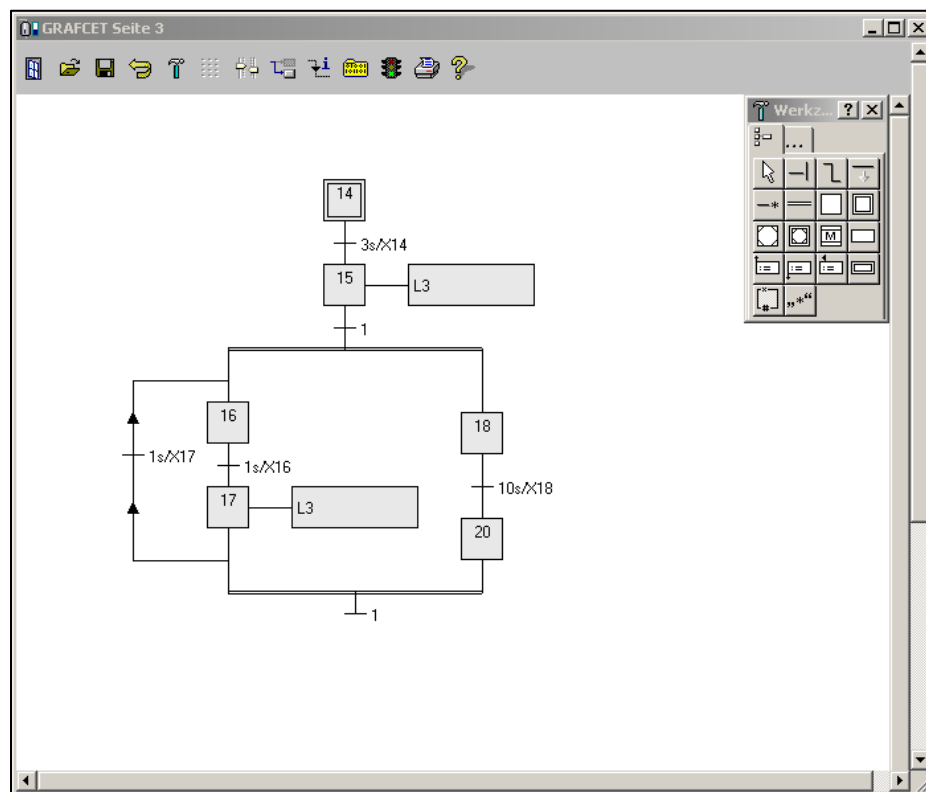 GRAFCET Seite 3
Werkz...
...
M
:=
:= := :=
* #
„*“
14
3s/X14
15
L3
1
16
18
1s/X17
1s/X16
10s/X18
17
L3
20
1